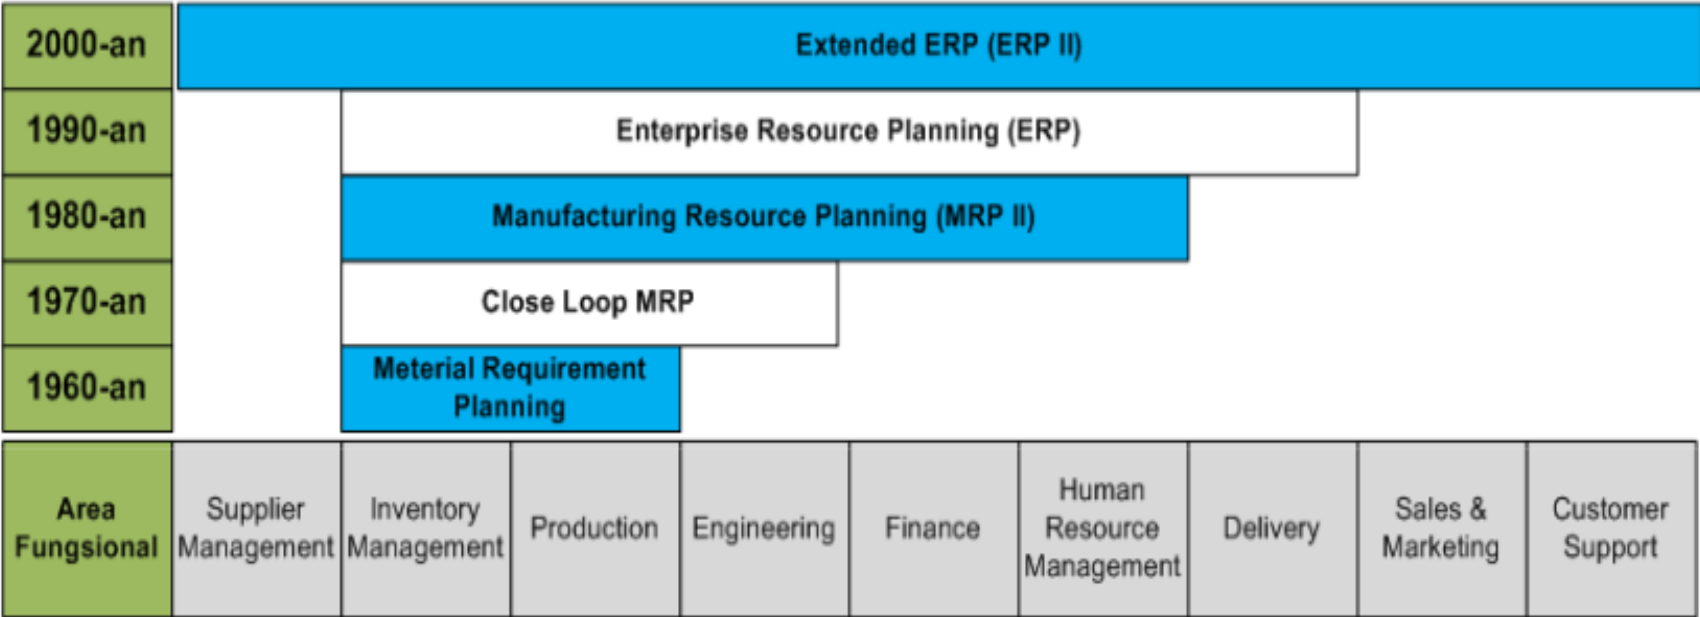 2000-an
Extended ERP (ERP II)
1990-an
Enterprise Resource Planning (ERP)
1980-an
Manufacturing Resource Planning (MRP II)
1970-an
Close Loop MRP
1960-an
Meterial Requirement
Planning
Area
Fungsional
Supplier
Management
Inventory
Management
Production
Engineering
Finance
Human
Resource
Management
Delivery
Sales &
Marketing
Customer
Support